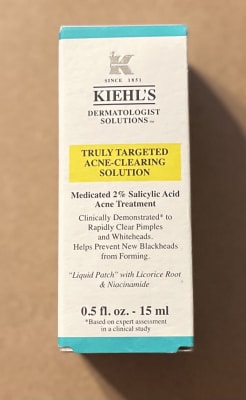 K
SINCE 1851
KIEHL'S
DERMATOLOGIST
SOLUTIONS™
TRULY TARGETED
ACNE-CLEARING
SOLUTION
Medicated 2% Salicylic Acid
Acne Treatment
Clinically Demonstrated* to
Rapidly Clear Pimples
and Whiteheads.
Helps Prevent New Blackheads
from Forming.
"Liquid Patch" with Licorice Root
& Niacinamide
0.5 fl. oz. - 15 ml
*Based on expert assessment
in a clinical study